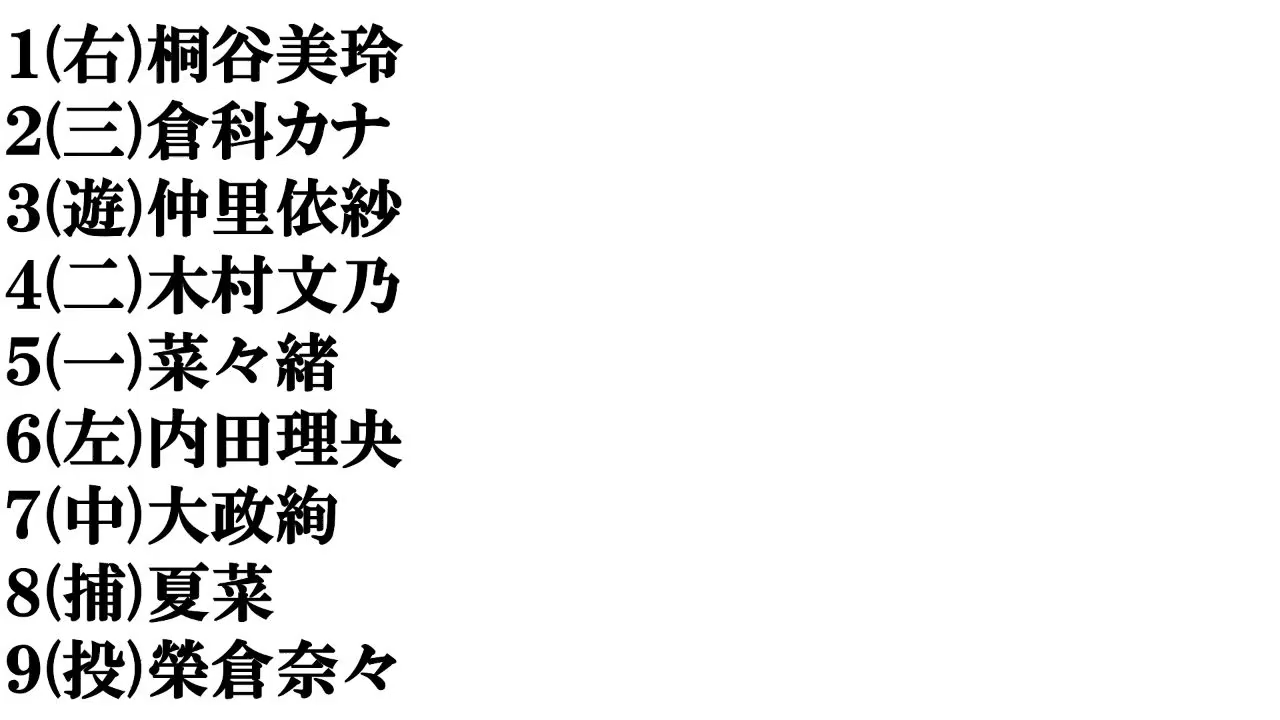 1(右)桐谷美玲
2(三)倉科カナ
3(遊)仲里依紗
4(二)木村文乃
5(一)菜々緒
6(左)内田理央
7(中)大政絢
8(捕)夏菜
9(投)榮倉奈々